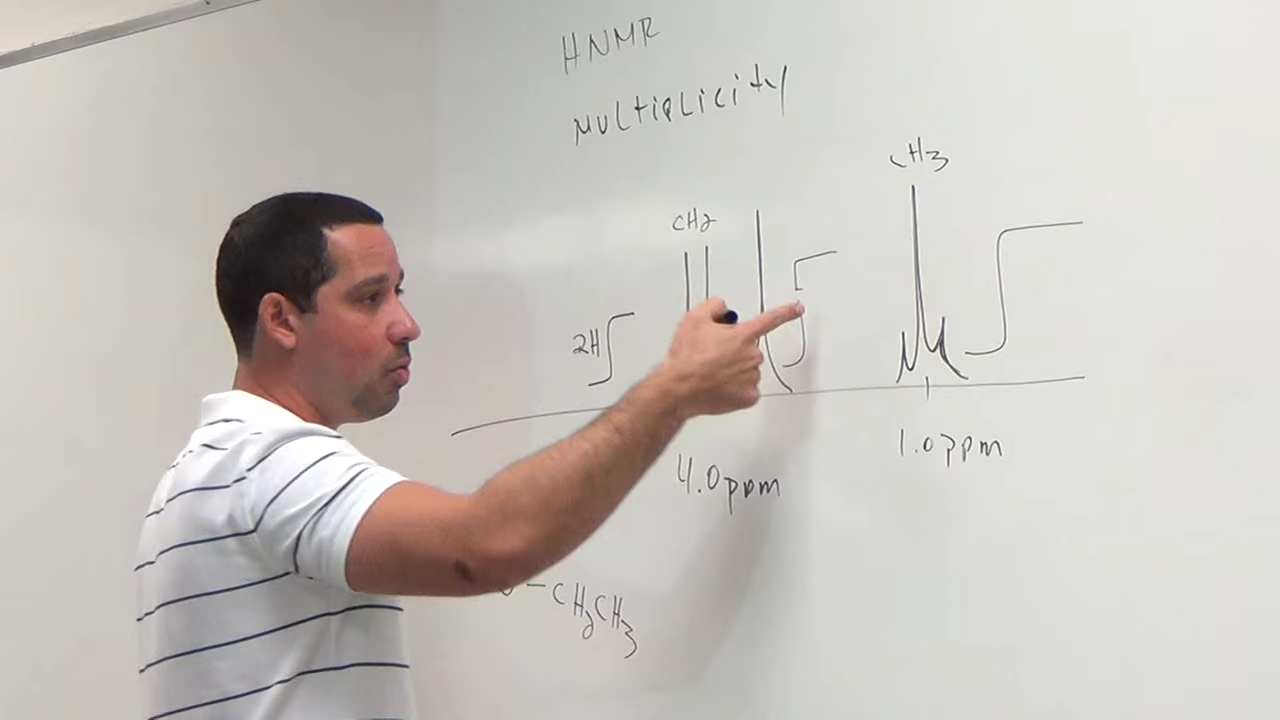 HNMR
MULtiPLiCity
CH3
CH2
2H
1.0ppm
4.0ppm
-CH2CH3